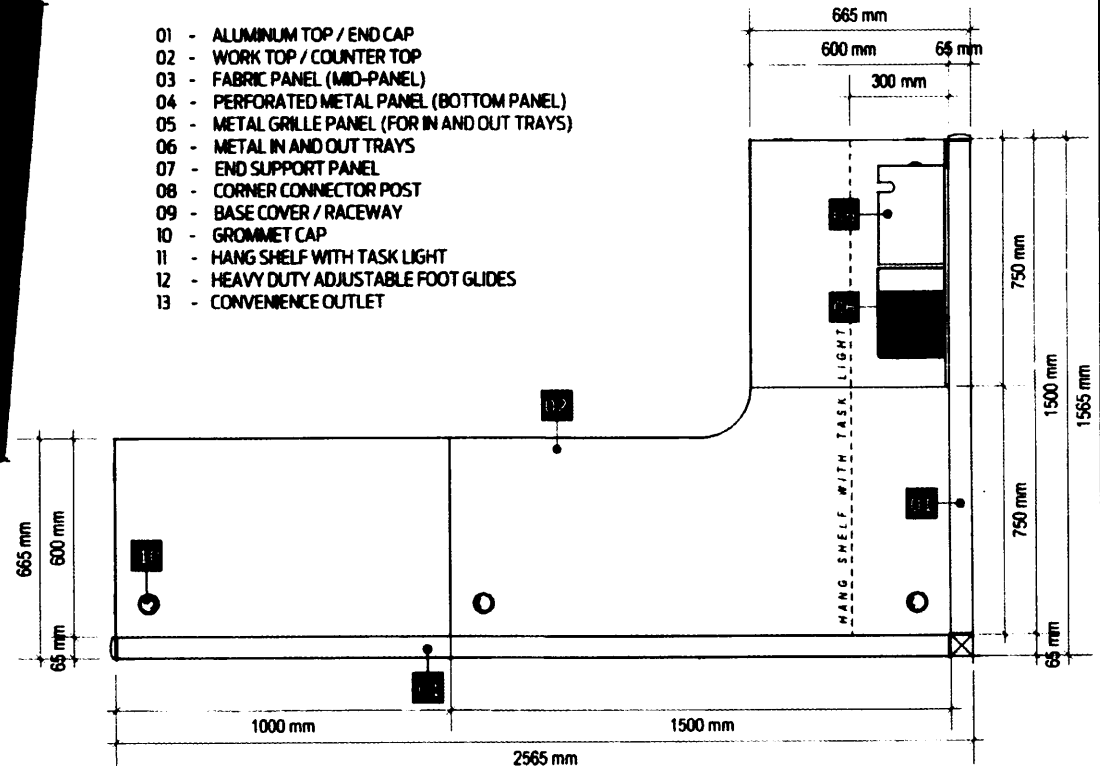 01 - ALUMINUM TOP / END CAP
02 - WORK TOP / COUNTER TOP
03 - FABRIC PANEL (MID-PANEL)
04 - PERFORATED METAL PANEL (BOTTOM PANEL)
05 - METAL GRILLE PANEL (FOR IN AND OUT TRAYS)
06 - METAL IN AND OUT TRAYS
07 - END SUPPORT PANEL
08 - CORNER CONNECTOR POST
09 - BASE COVER / RACEWAY
10 - GROMMET CAP
11 - HANG SHELF WITH TASK LIGHT
12 - HEAVY DUTY ADJUSTABLE FOOT GLIDES
13 - CONVENIENCE OUTLET
665 mm
600 mm
65 mm
300 mm
750 mm
1500 mm
1565 mm
750 mm
65 mm
HANG SHELF WITH TASK LIGHT
02
665 mm
600 mm
65 mm
1000 mm
1500 mm
2565 mm